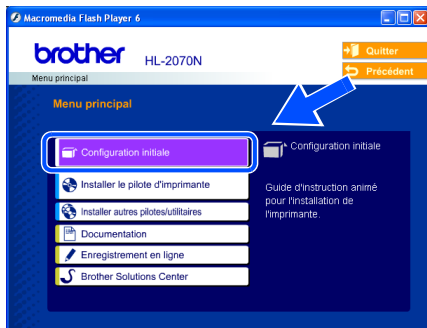 Macromedia Flash Player 6
brother HL-2070N
Quitter
Précédent
Menu principal
Menu principal
Configuration initiale
Installer le pilote d'imprimante
Installer autres pilotes/utilitaires
Documentation
Enregistrement en ligne
Brother Solutions Center
Configuration initiale
Guide d'instruction animé
pour l'installation de
l'imprimante.